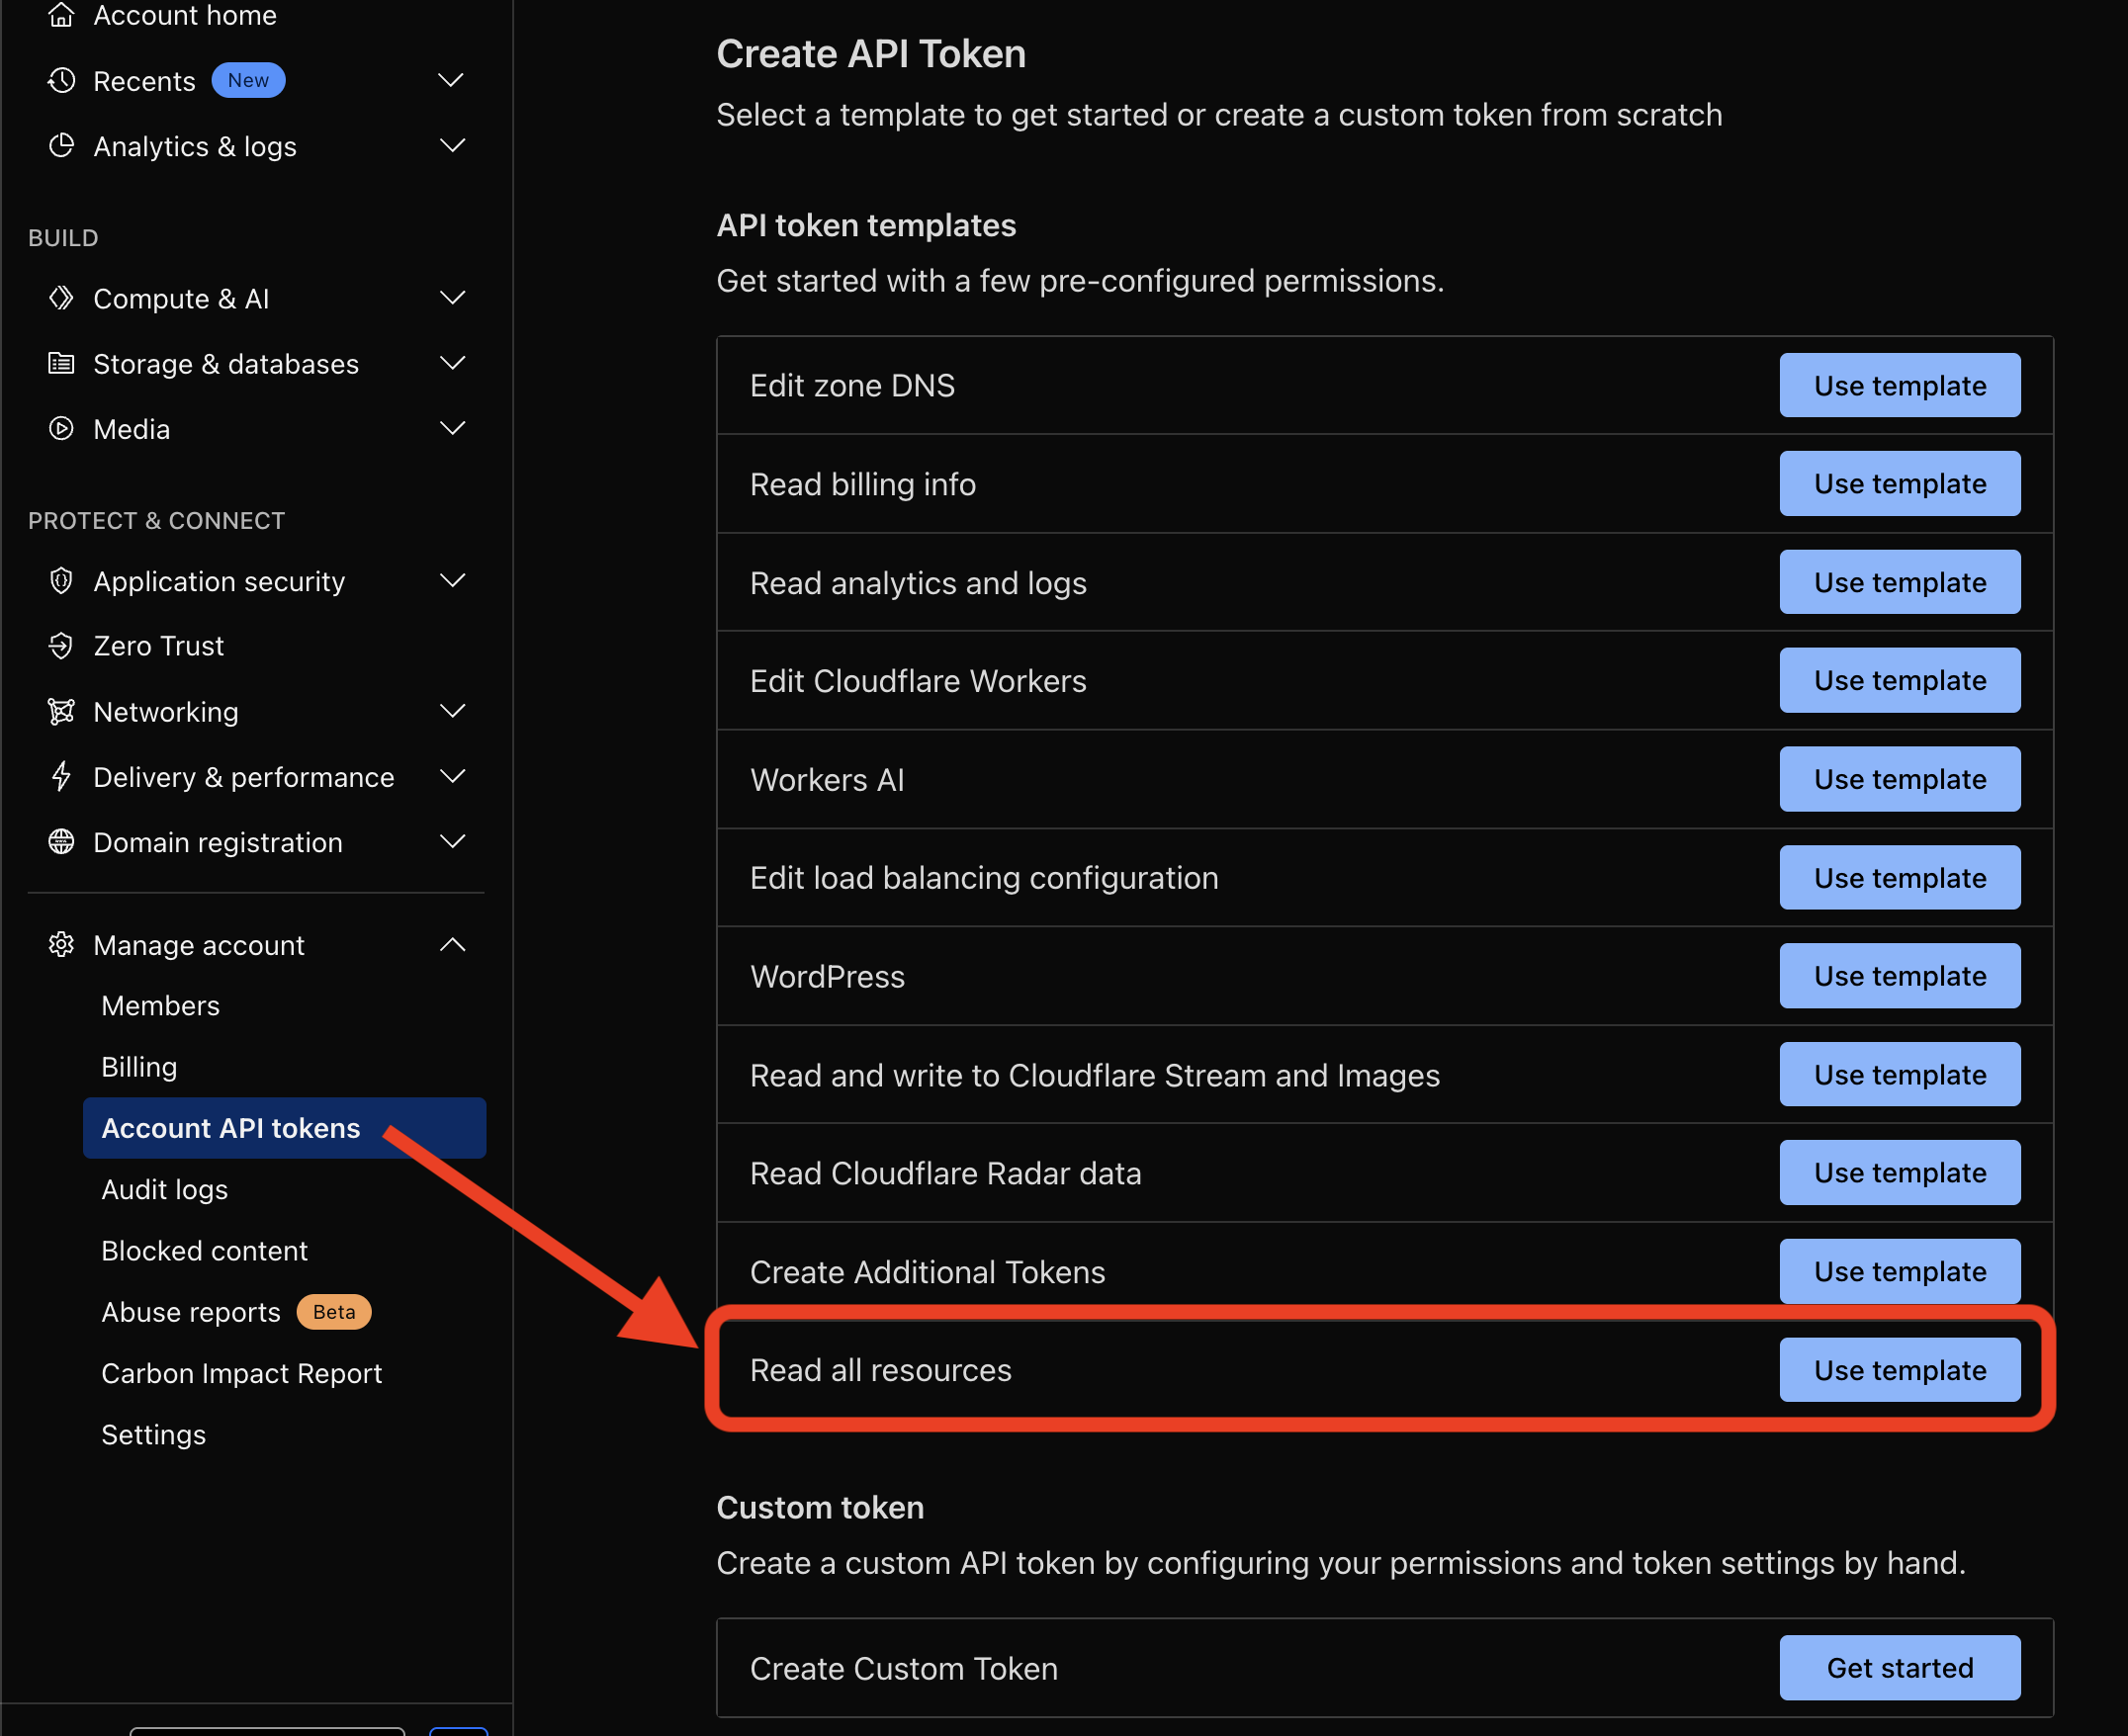 Account home
Recents New
Analytics & logs
BUILD
Compute & AI
Storage & databases
Media
PROTECT & CONNECT
Application security
Zero Trust
Networking
Delivery & performance
Domain registration
Manage account
Members
Billing
Account API tokens
Audit logs
Blocked content
Abuse reports Beta
Carbon Impact Report
Settings
Create API Token
Select a template to get started or create a custom token from scratch
API token templates
Get started with a few pre-configured permissions.
Edit zone DNS Use template
Read billing info Use template
Read analytics and logs Use template
Edit Cloudflare Workers Use template
Workers AI Use template
Edit load balancing configuration Use template
WordPress Use template
Read and write to Cloudflare Stream and Images Use template
Read Cloudflare Radar data Use template
Create Additional Tokens Use template
Read all resources Use template
Custom token
Create a custom API token by configuring your permissions and token settings by hand.
Create Custom Token Get started